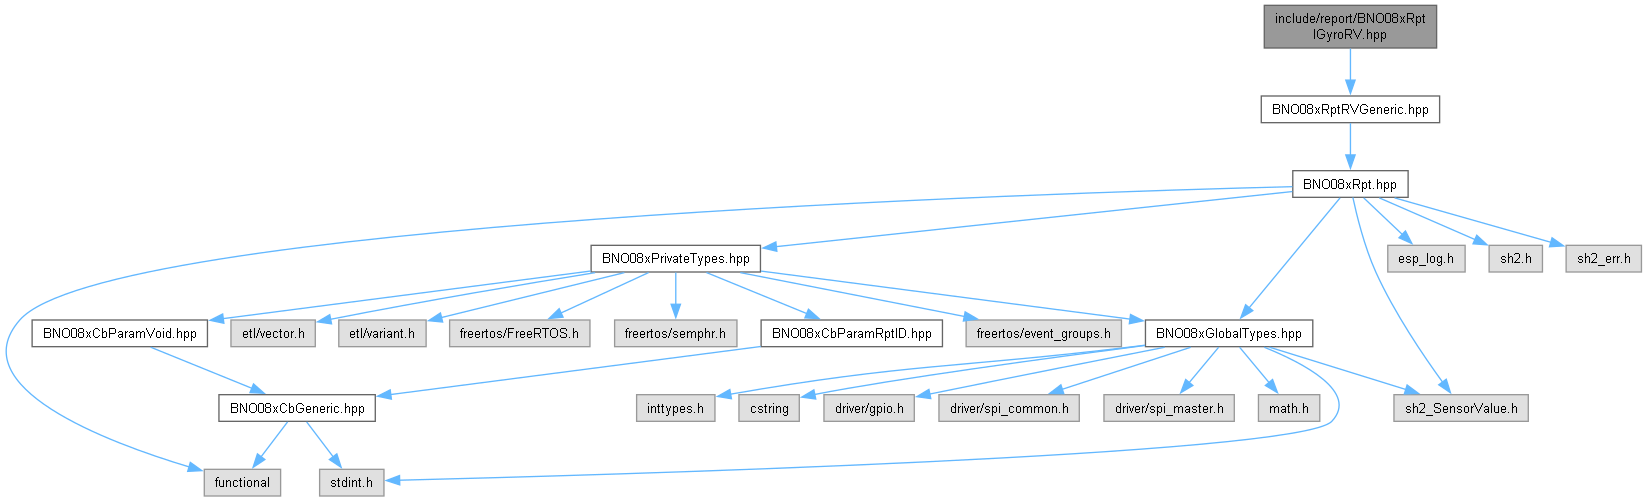 include/report/BNO08xRpt
IGyroRV.hpp
BNO08xRptRVGeneric.hpp
BNO08xRpt.hpp
BNO08xPrivateTypes.hpp
esp_log.h
sh2.h
sh2_err.h
BNO08xCbParamVoid.hpp
etl/vector.h
etl/variant.h
freertos/FreeRTOS.h
freertos/semphr.h
BNO08xCbParamRptID.hpp
freertos/event_groups.h
BNO08xGlobalTypes.hpp
BNO08xCbGeneric.hpp
inttypes.h
cstring
driver/gpio.h
driver/spi_common.h
driver/spi_master.h
math.h
sh2_SensorValue.h
functional
stdint.h